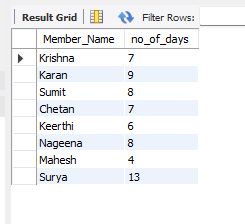 Result Grid Filter Rows:
Member_Name no_of_days
Krishna 7
Karan 9
Sumit 8
Chetan 7
Keerthi 6
Nageena 8
Mahesh 4
Surya 13